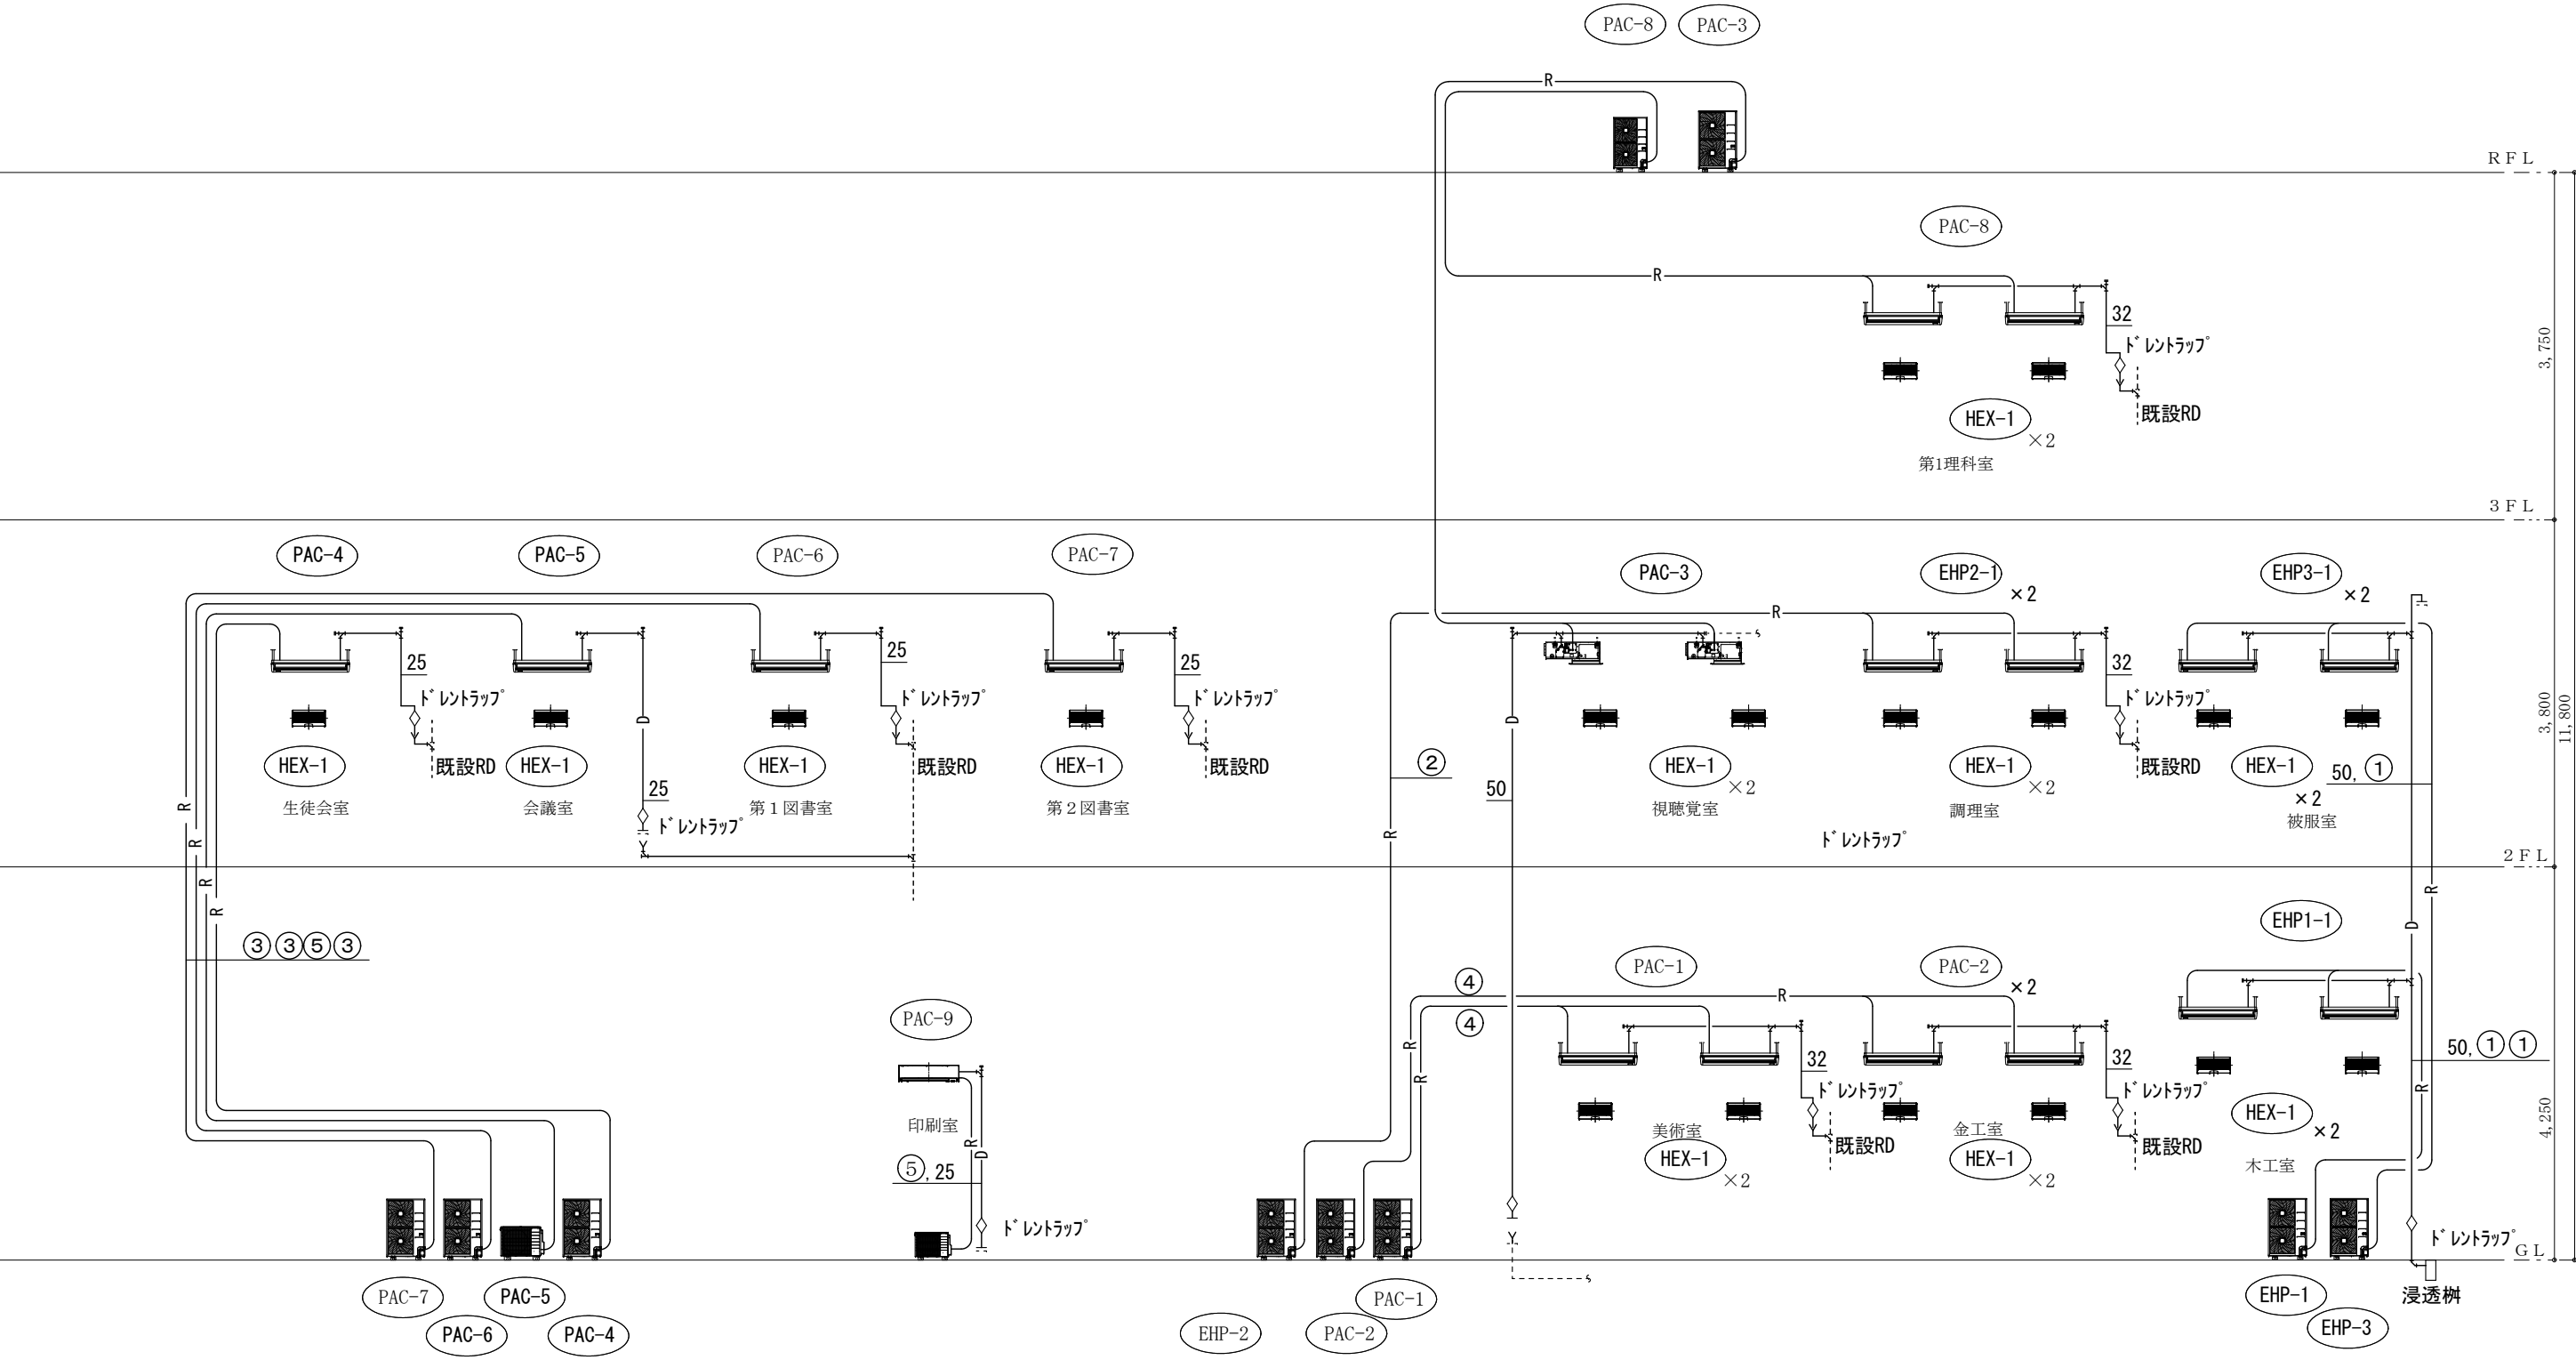 PAC-8 PAC-3
R
RFL
PAC-8
R
32
ﾄﾞﾚﾝﾄﾗｯﾌﾟ
3,750
既設RD
HEX-1
×2
第1理科室
3FL
PAC-4 PAC-5 PAC-6 PAC-7 PAC-3 EHP2-1 EHP3-1
×2 ×2
R
25 25 25 32
ﾄﾞﾚﾝﾄﾗｯﾌﾟ ﾄﾞﾚﾝﾄﾗｯﾌﾟ ﾄﾞﾚﾝﾄﾗｯﾌﾟ ﾄﾞﾚﾝﾄﾗｯﾌﾟ
D D
3,800
11,800
HEX-1 既設RD HEX-1 HEX-1 既設RD HEX-1 既設RD ② HEX-1 HEX-1 既設RD HEX-1 50,①
25 50 ×2 ×2 ×2
生徒会室 会議室 第１図書室 第２図書室 視聴覚室 調理室 被服室
R
ﾄﾞﾚﾝﾄﾗｯﾌﾟ R ﾄﾞﾚﾝﾄﾗｯﾌﾟ
R Y
2FL
R R
R D
EHP1-1
③③⑤③
PAC-1 PAC-2
④ R ×2
PAC-9 ④
R
32 32 50,①①
R ﾄﾞﾚﾝﾄﾗｯﾌﾟ ﾄﾞﾚﾝﾄﾗｯﾌﾟ R
4,250
印刷室 美術室 金工室 HEX-1
R 既設RD 既設RD ×2
D HEX-1 HEX-1 木工室
⑤,25 ×2 ×2
ﾄﾞﾚﾝﾄﾗｯﾌﾟ Y ﾄﾞﾚﾝﾄﾗｯﾌﾟ
GL
PAC-7 PAC-5 PAC-1 EHP-1 浸透桝
PAC-6 PAC-4 EHP-2 PAC-2 EHP-3